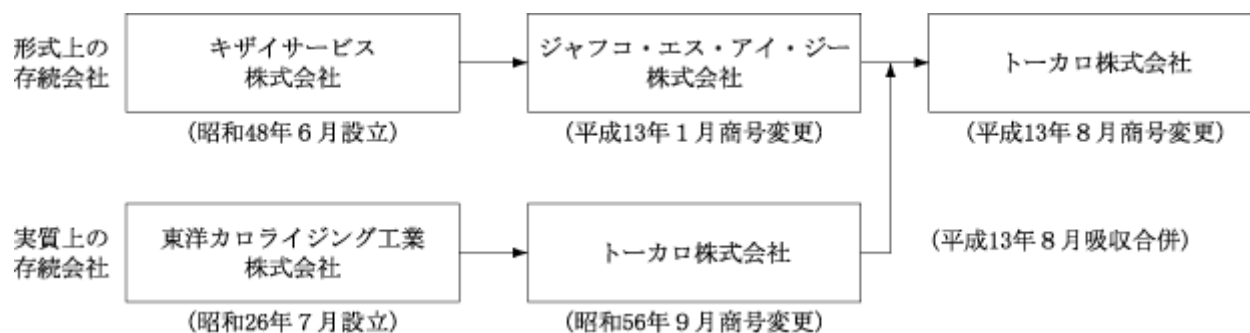 形式上の
存続会社
キザイサービス
株式会社
(昭和48年6月設立)
ジャフコ・エス・アイ・ジー
株式会社
(平成13年1月商号変更)
トーカロ株式会社
(平成13年8月商号変更)
実質上の
存続会社
東洋カロライジング工業
株式会社
(昭和26年7月設立)
トーカロ株式会社
(昭和56年9月商号変更)
(平成13年8月吸収合併)